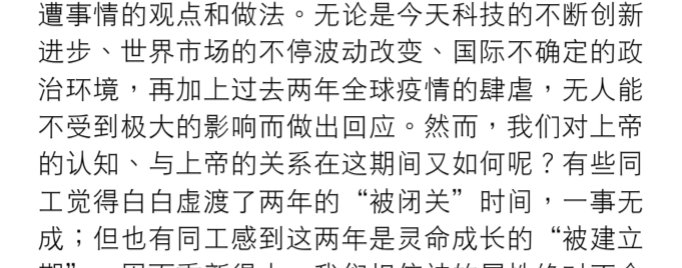 遭事情的观点和做法。无论是今天科技的不断创新
进步、世界市场的不停波动改变、国际不确定的政
治环境，再加上过去两年全球疫情的肆虐，无人能
不受到极大的影响而做出回应。然而，我们对上帝
的认知、与上帝的关系在这期间又如何呢？有些同
工觉得白白虚渡了两年的“被闭关”时间，一事无
成；但也有同工感到这两年是灵命成长的“被建立